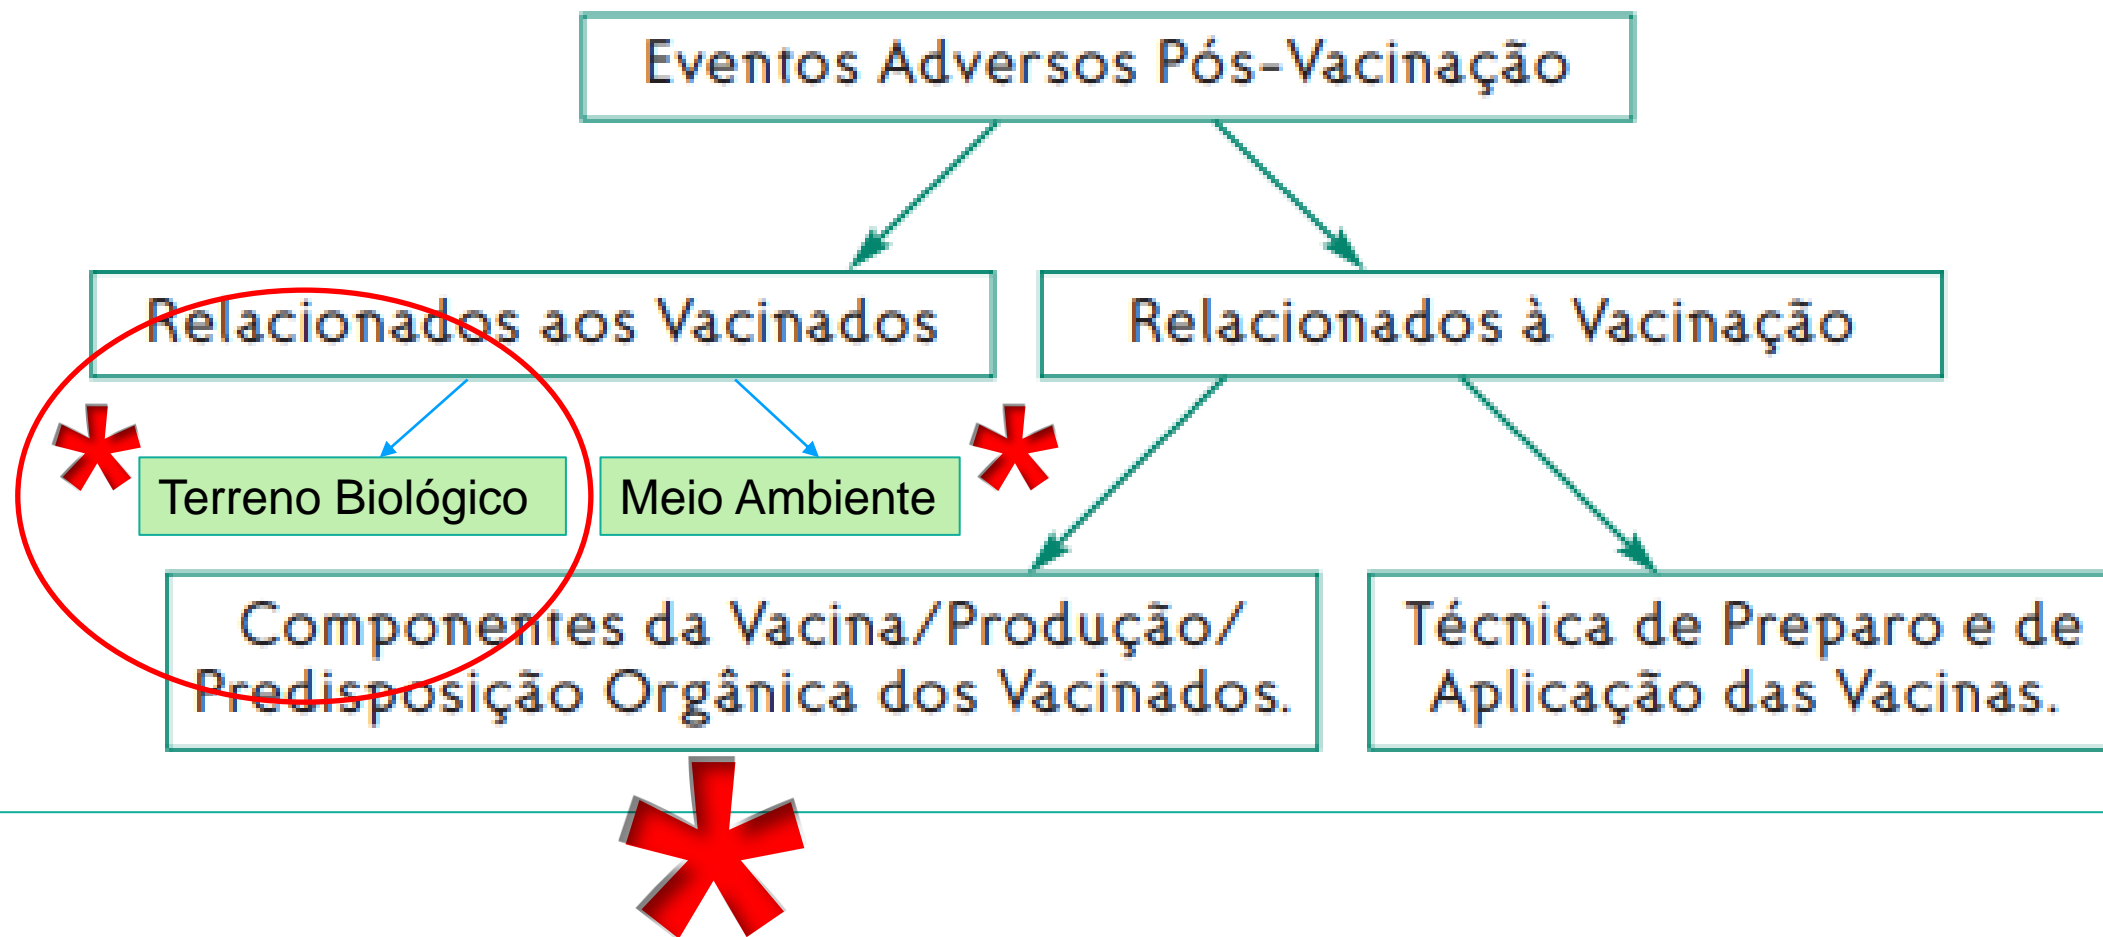 Eventos Adversos Pós-Vacinação
Relacionados aos Vacinados
Relacionados à Vacinação
*
*
Terreno Biológico
Meio Ambiente
Componentes da Vacina/Produção/
Predisposição Orgânica dos Vacinados.
Técnica de Preparo e de
Aplicação das Vacinas.
*